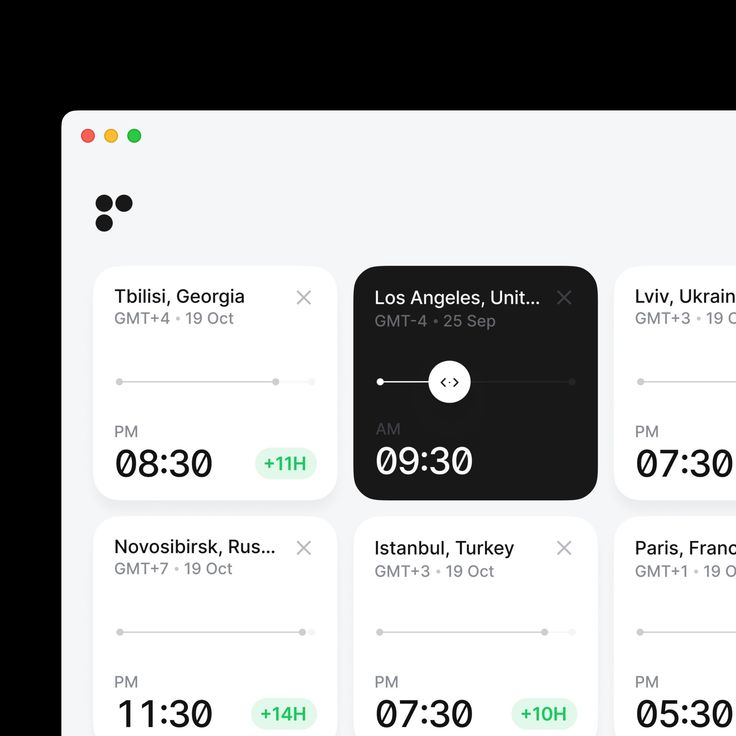 Tbilisi, Georgia
GMT+4 • 19 Oct
PM
08:30
+11H
Los Angeles, Unit...
GMT-4 • 25 Sep
AM
09:30
Lviv, Ukrain
GMT+3 • 19 O
PM
07:30
Novosibirsk, Rus...
GMT+7 • 19 Oct
PM
11:30
+14H
Istanbul, Turkey
GMT+3 • 19 Oct
PM
07:30
+10H
Paris, Franc
GMT+1 • 19 O
PM
05:30